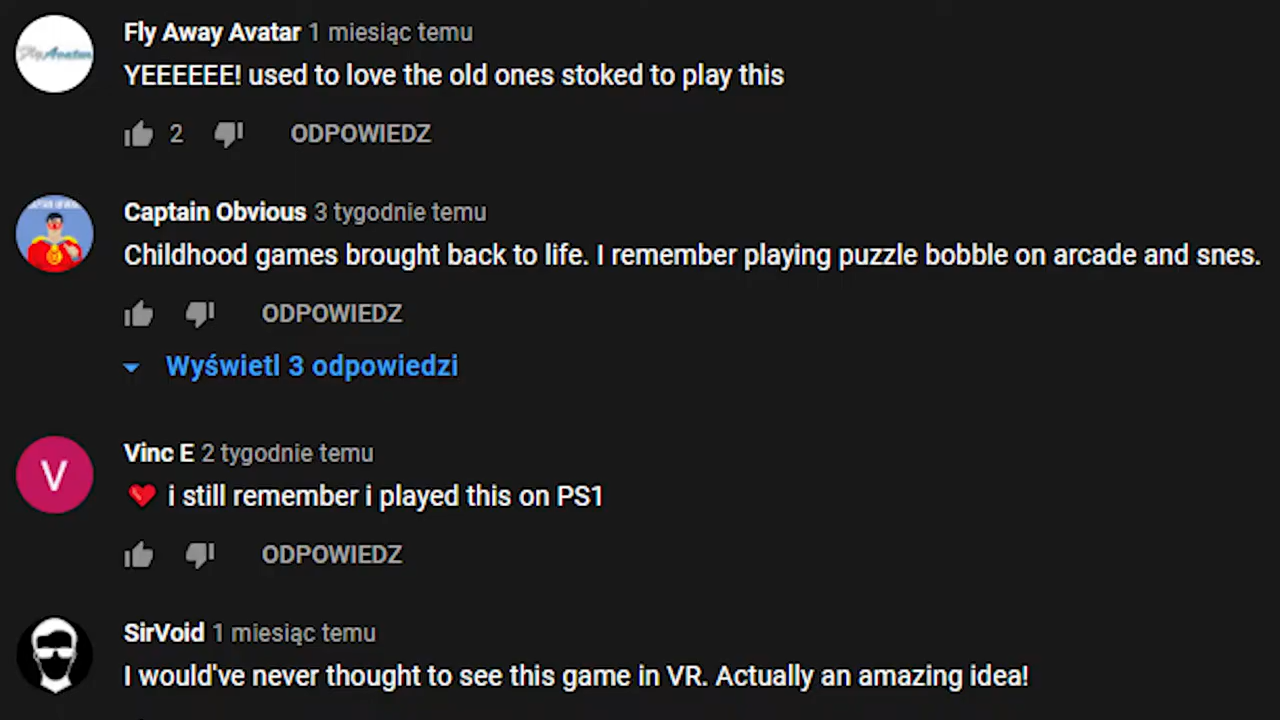 Fly Away Avatar 1 miesiąc temu
YEEEEEE! used to love the old ones stoked to play this
2 ODPOWIEDZ
Captain Obvious 3 tygodnie temu
Childhood games brought back to life. I remember playing puzzle bobble on arcade and snes.
ODPOWIEDZ
Wyświetl 3 odpowiedzi
V
Vinc E 2 tygodnie temu
❤️ i still remember i played this on PS1
ODPOWIEDZ
SirVoid 1 miesiąc temu
I would've never thought to see this game in VR. Actually an amazing idea!